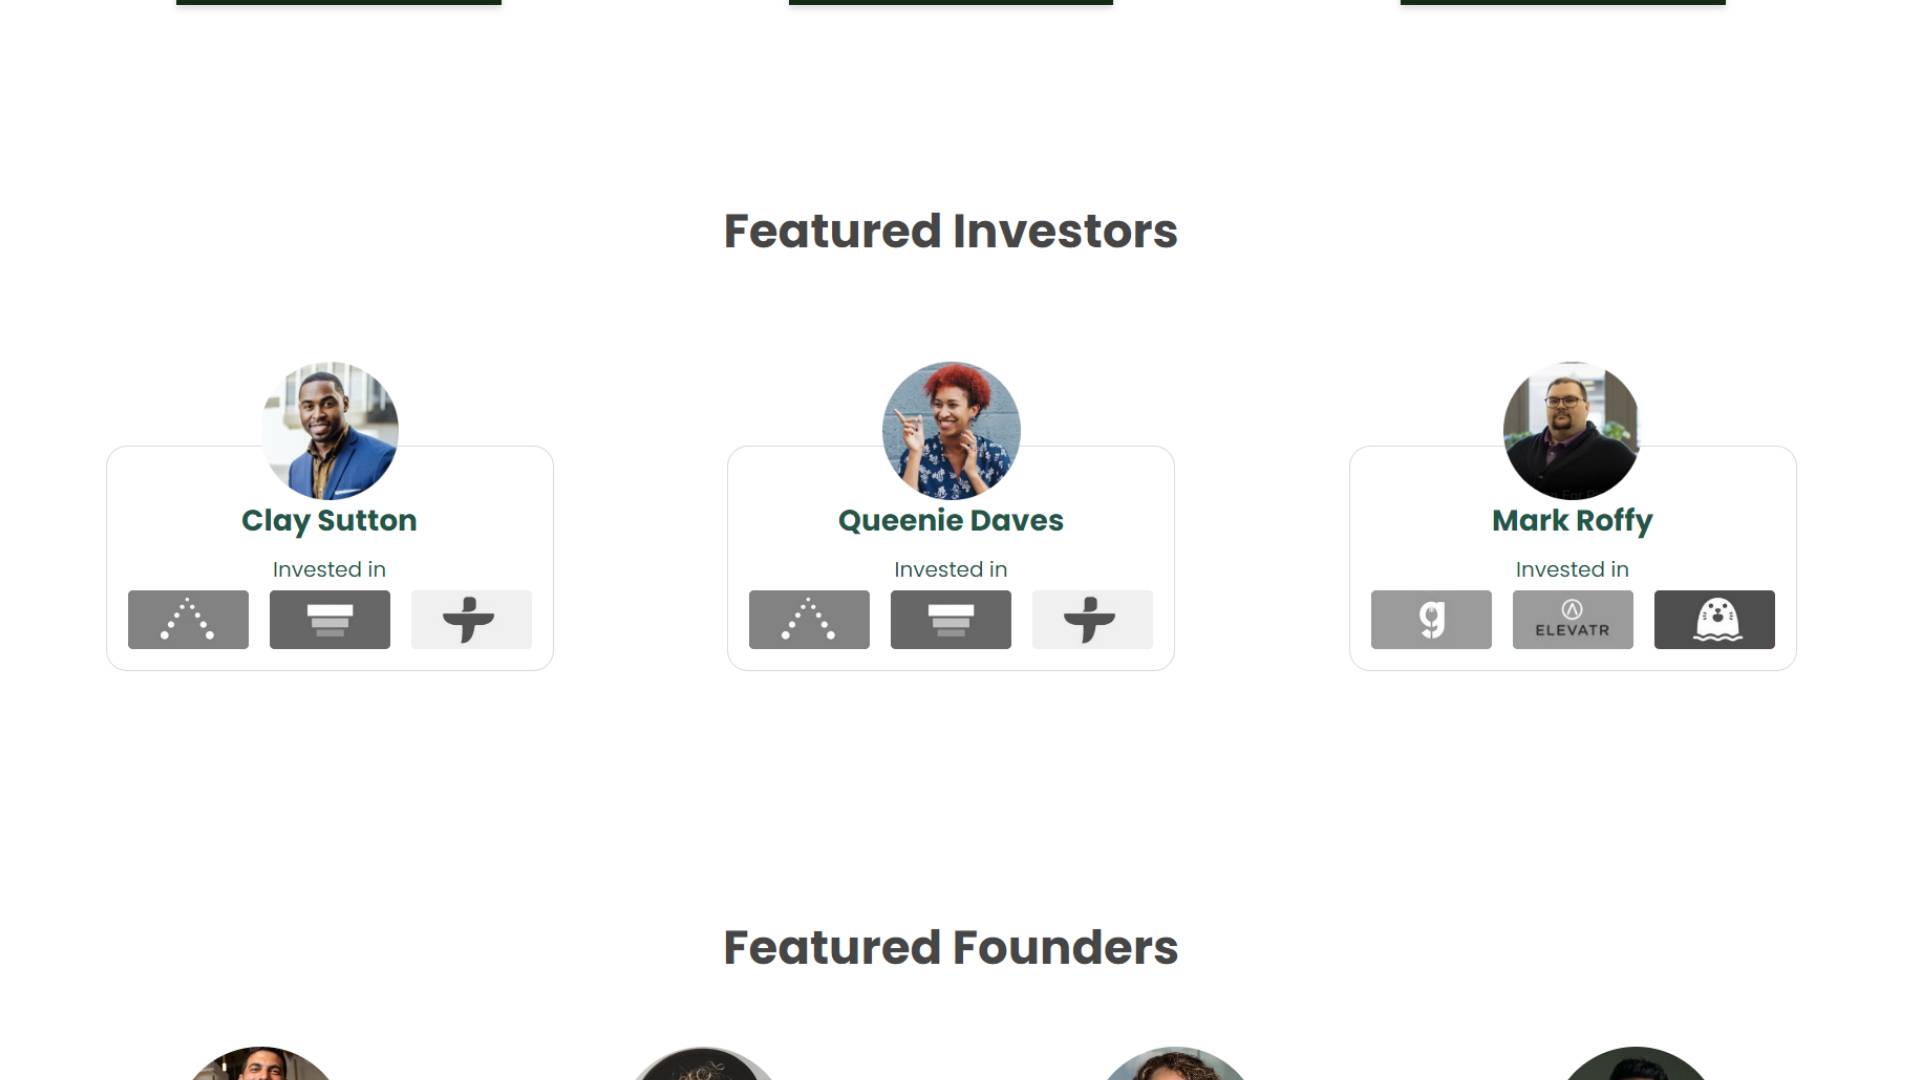 Featured Investors
Clay Sutton
Invested in
Queenie Daves
Invested in
Mark Roffy
Invested in
g
ELEVATR
Featured Founders